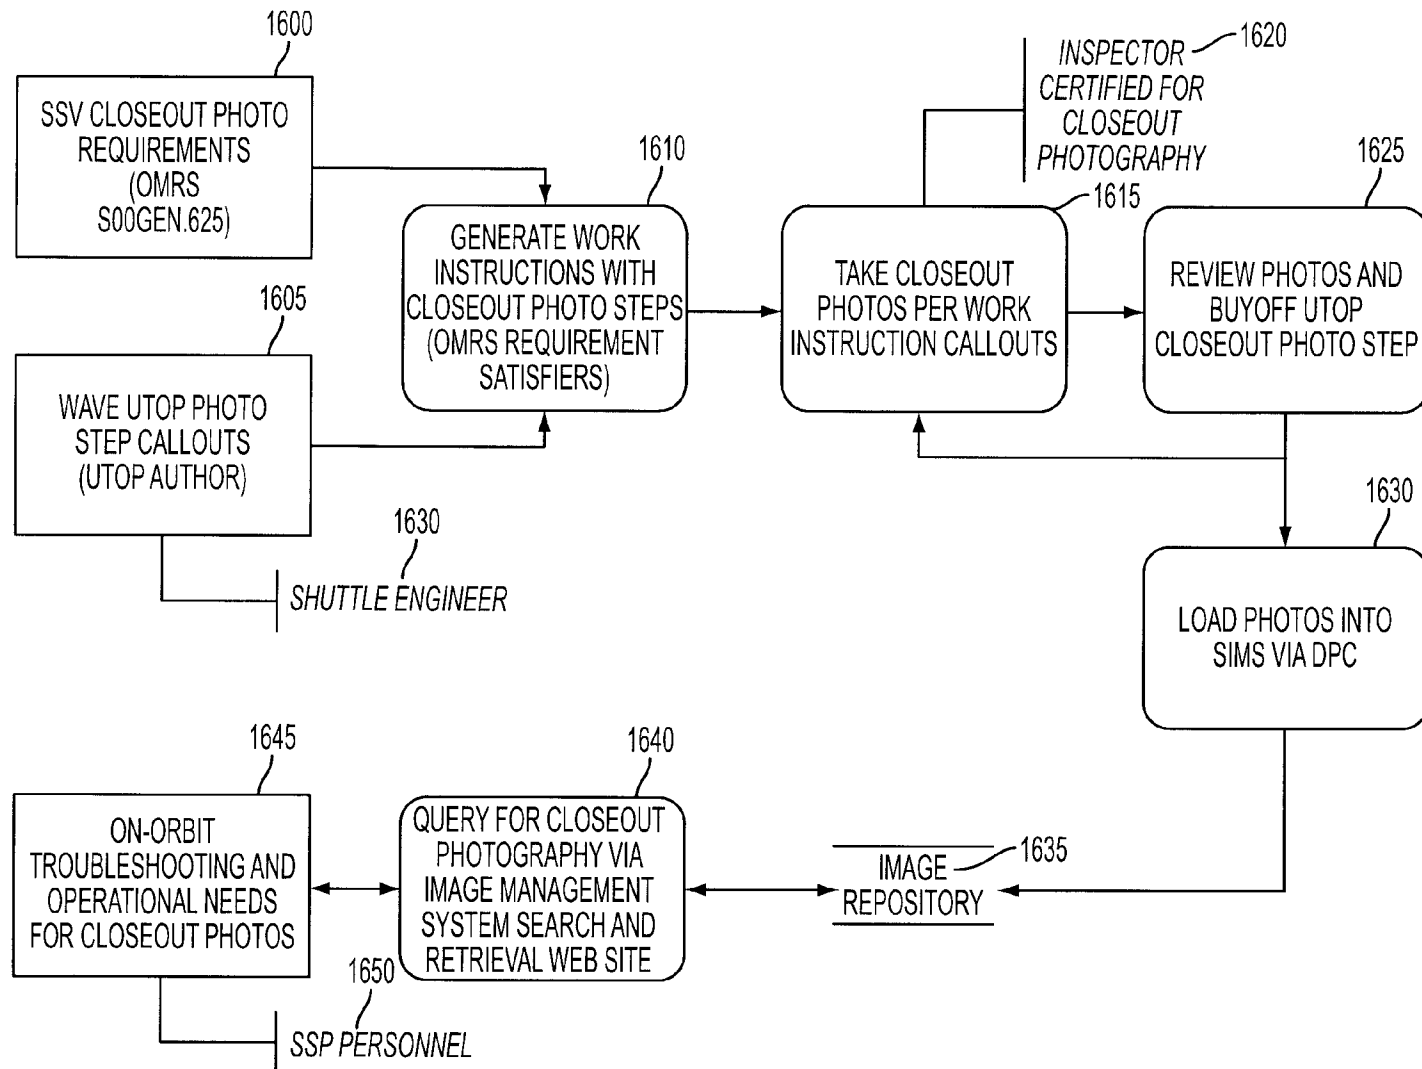 1600
SSV CLOSEOUT PHOTO
REQUIREMENTS
(OMRS
S00GEN.625)
1605
WAVE UTOP PHOTO
STEP CALLOUTS
(UTOP AUTHOR)
1630
SHUTTLE ENGINEER
1610
GENERATE WORK
INSTRUCTIONS WITH
CLOSEOUT PHOTO STEPS
(OMRS REQUIREMENT
SATISFIERS)
1620
INSPECTOR
CERTIFIED FOR
CLOSEOUT
PHOTOGRAPHY
1615
TAKE CLOSEOUT
PHOTOS PER WORK
INSTRUCTION CALLOUTS
1625
REVIEW PHOTOS AND
BUYOFF UTOP
CLOSEOUT PHOTO STEP
1630
LOAD PHOTOS INTO
SIMS VIA DPC
1635
IMAGE
REPOSITORY
1640
QUERY FOR CLOSEOUT
PHOTOGRAPHY VIA
IMAGE MANAGEMENT
SYSTEM SEARCH AND
RETRIEVAL WEB SITE
1645
ON-ORBIT
TROUBLESHOOTING AND
OPERATIONAL NEEDS
FOR CLOSEOUT PHOTOS
1650
SSP PERSONNEL